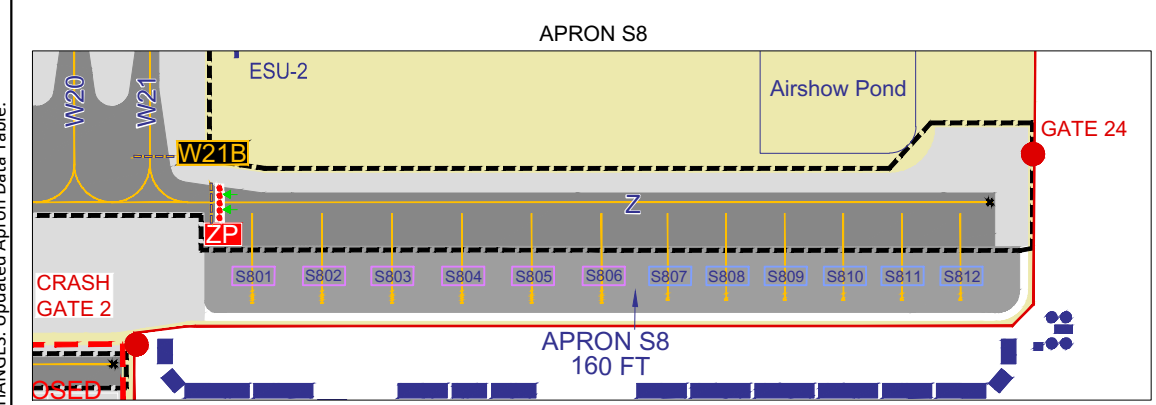 APRON S8
HANGES: Updated Apron Data Table.
ESU-2
Airshow Pond
W20
W21
GATE 24
W21B
Z
ZP
S801 S802 S803 S804 S805 S806 S807 S808 S809 S810 S811 S812
CRASH
GATE 2
APRON S8
160 FT
OSED